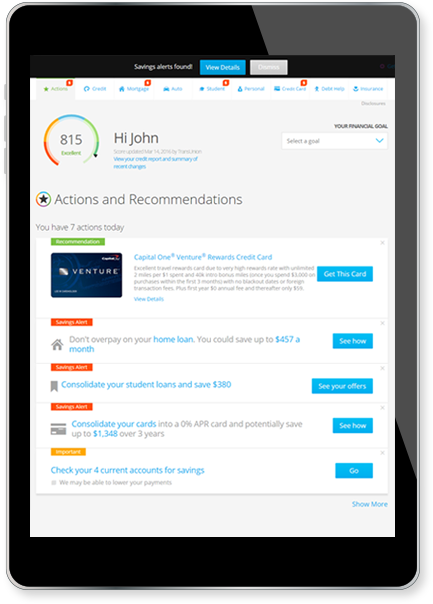 Savings alerts found! View Details Dismiss
Actions Credit Mortgage Auto Student Personal Credit Card Debt Help Insurance
Disclosures
815
Excellent
Hi John
Score updated Mar 14, 2016 by TransUnion
View your credit report and summary of
recent changes
YOUR FINANCIAL GOAL
Select a goal
Actions and Recommendations
You have 7 actions today
Recommendation
Capital One
VENTURE
Capital One® Venture® Rewards Credit Card
Excellent travel rewards card due to very high rewards rate with unlimited
2 miles per $1 spent and 40k intro bonus miles (once you spend $3,000 on
purchases within the first 3 months) with no blackout dates or foreign
transaction fees. Plus first year $0 annual fee and thereafter only $59.
View Details
Get This Card
Savings Alert
Don't overpay on your home loan. You could save up to $457 a
month
See how
Savings Alert
Consolidate your student loans and save $380
See your offers
Savings Alert
Consolidate your cards into a 0% APR card and potentially save
up to $1,348 over 3 years
See how
Important
Check your 4 current accounts for savings
We may be able to lower your payments
Go
Show More